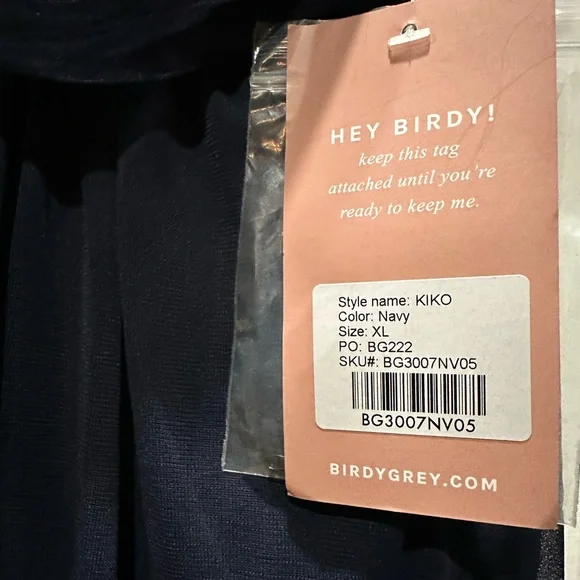 HEY BIRDY!
keep this tag
attached until you're
ready to keep me.
Style name: KIKO
Color: Navy
Size: XL
PO: BG222
SKU#: BG3007NV05
BG3007NV05
BIRDYGREY.COM